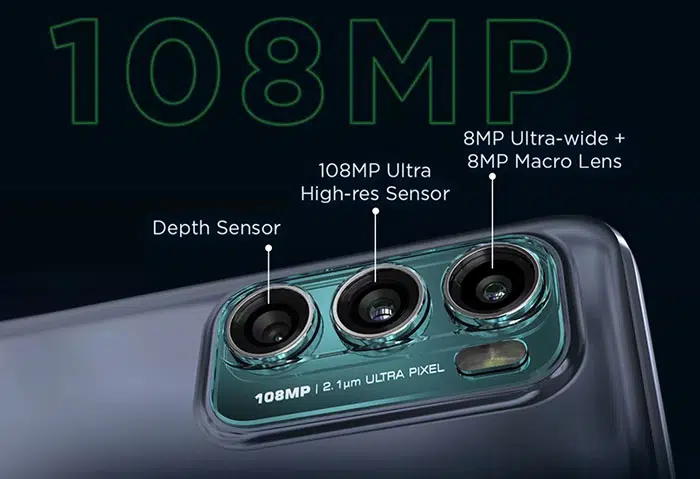 108MP
8MP Ultra-wide +
8MP Macro Lens
108MP Ultra
High-res Sensor
Depth Sensor
108MP | 2.1µm ULTRA PIXEL